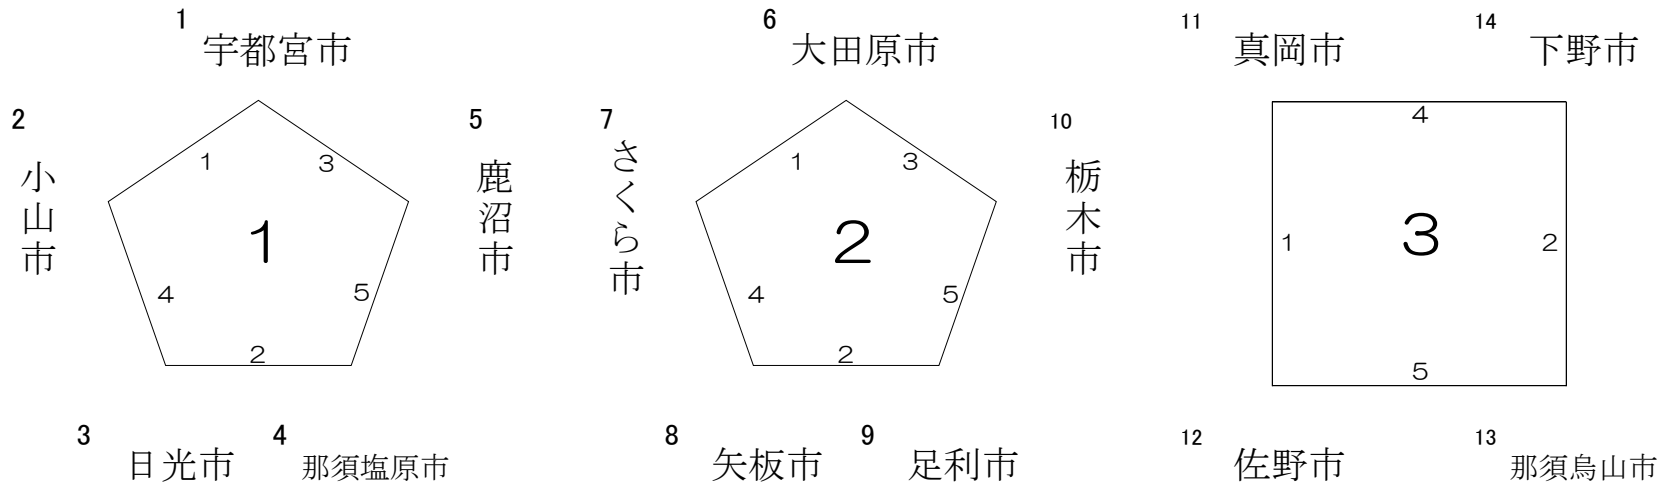 1
宇都宮市
2
小山市
3
日光市
4
那須塩原市
5
鹿沼市
1
3
4
5
2
1
6
大田原市
7
さくら市
8
矢板市
9
足利市
10
栃木市
1
3
4
5
2
2
11
真岡市
12
佐野市
13
那須烏山市
14
下野市
4
1
2
5
3